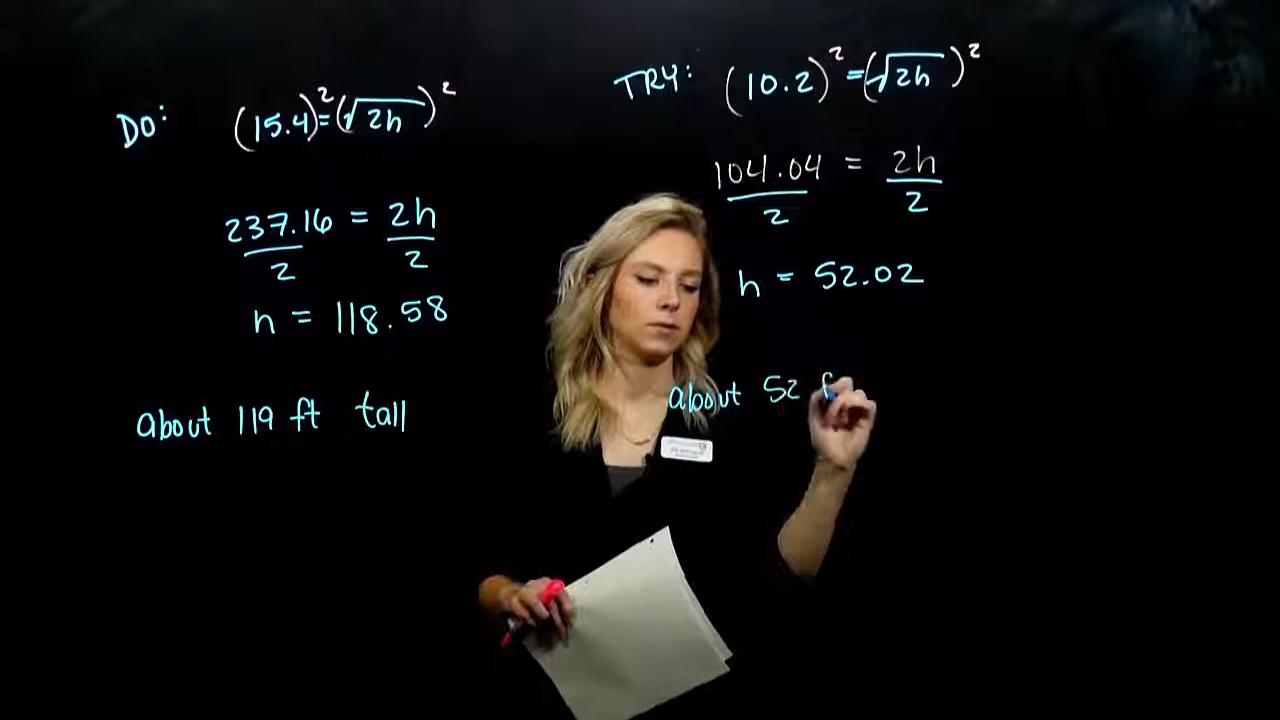 DO: (15.4)²=(√2h)²
237.16/2 = 2h/2
h = 118.58
about 119 ft tall
TRY: (10.2)²=(√2h)²
104.04/2 = 2h/2
h = 52.02
about 52 f